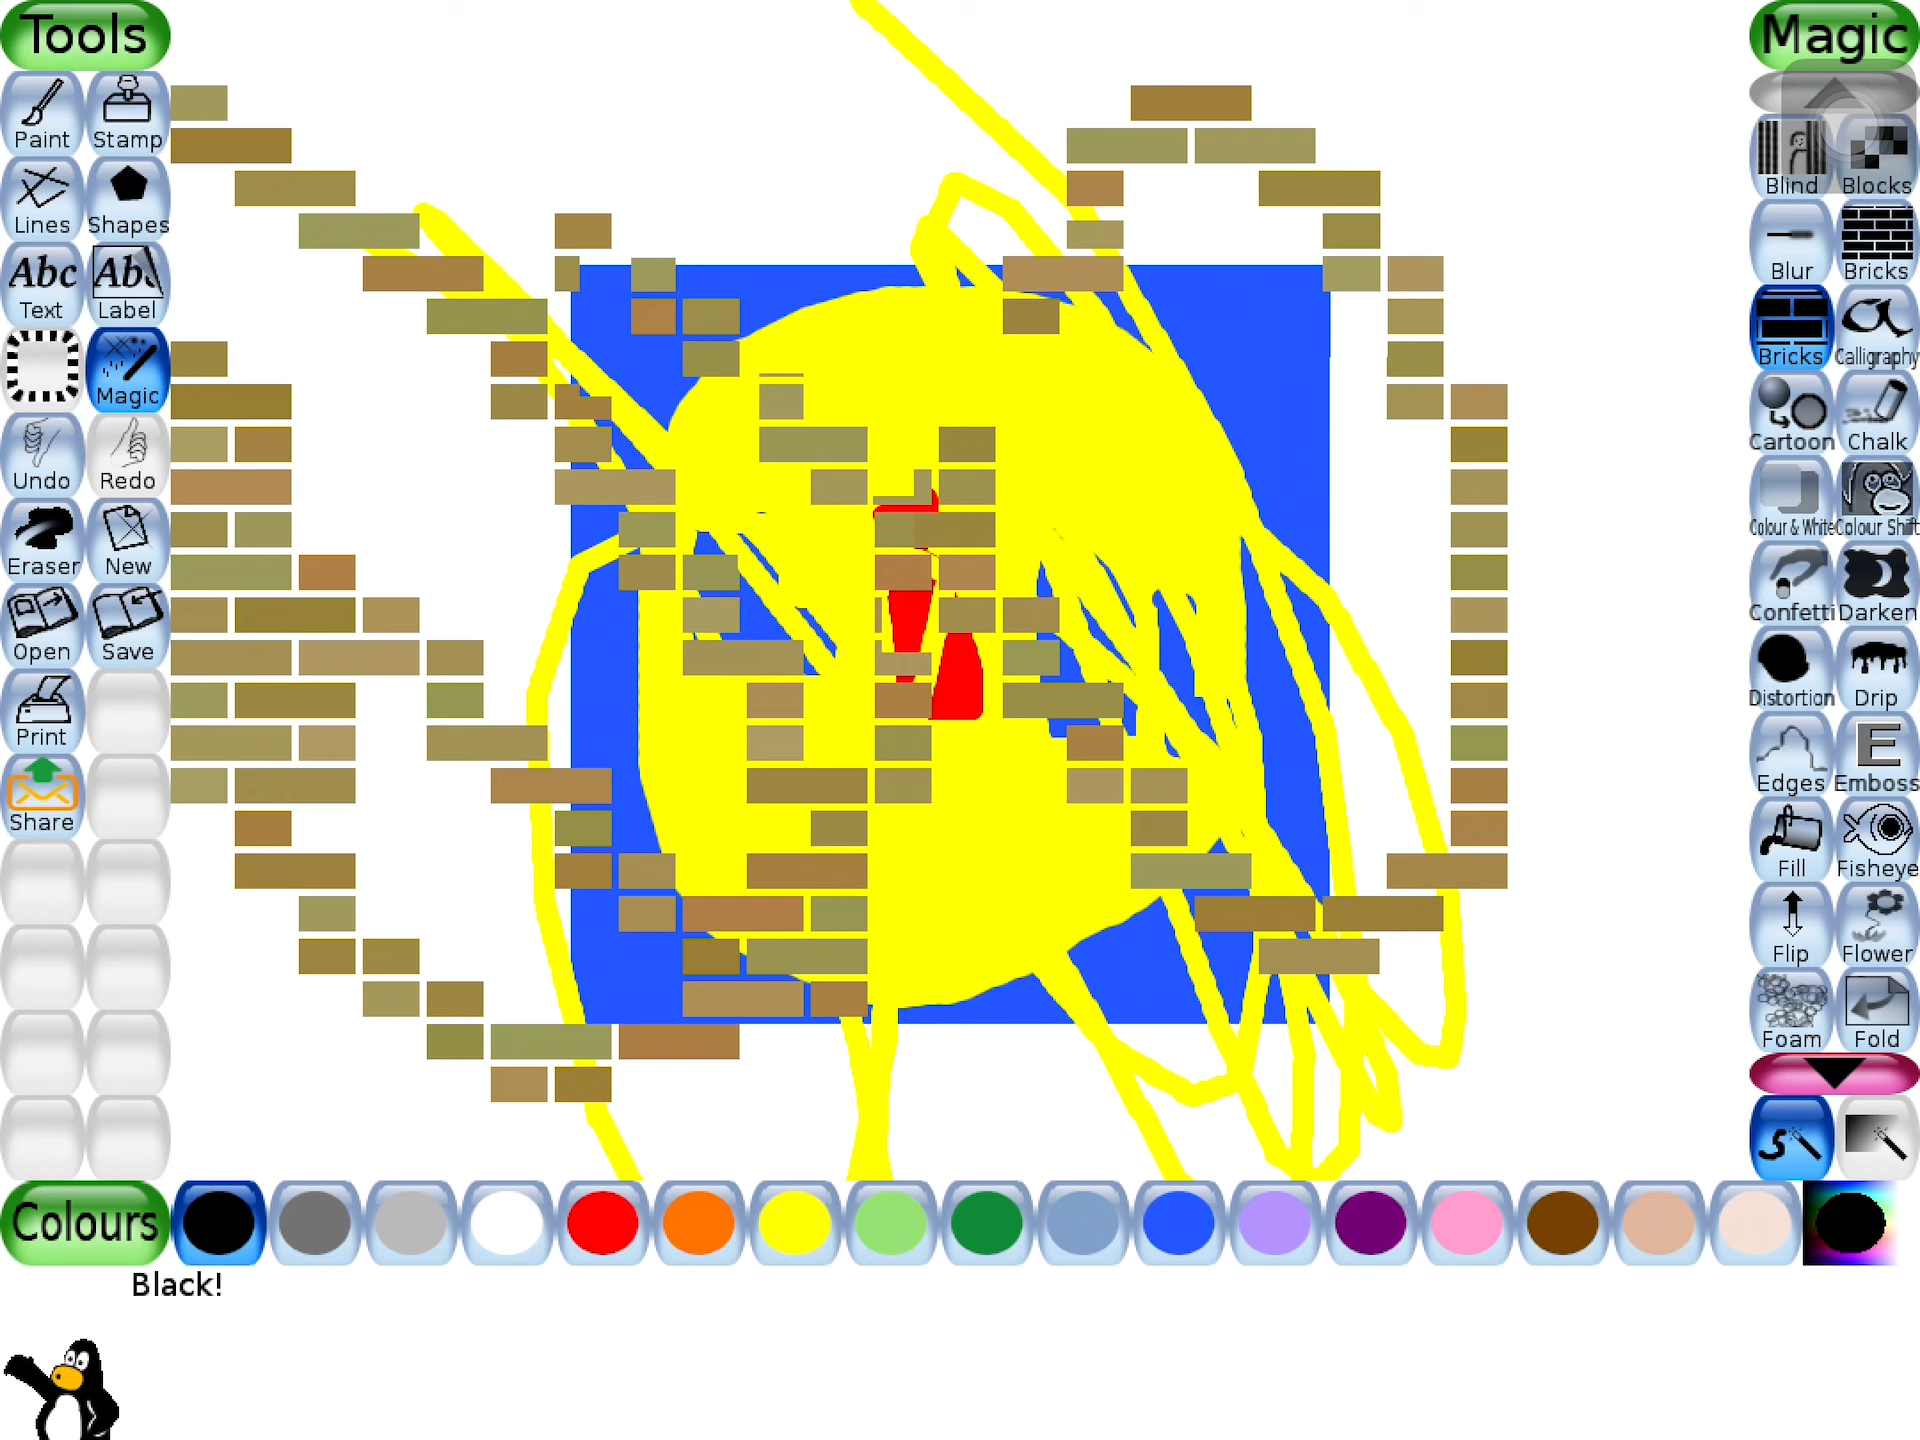 Tools
Magic
Paint
Stamp
Lines
Shapes
Abc
Text
Abc
Label
Magic
Undo
Redo
Eraser
New
Open
Save
Print
Share
Blind
Blocks
Blur
Bricks
Bricks
Calligraphy
Cartoon
Chalk
Colour & White
Colour Shift
Confetti
Darken
Distortion
Drip
Edges
E
Emboss
Fill
Fisheye
Flip
Flower
Foam
Fold
Colours
Black!